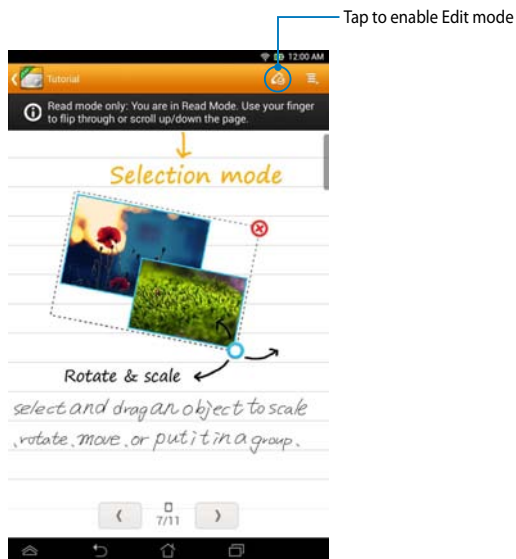 Tap to enable Edit mode
12:00 AM
Tutorial
Read mode only: You are in Read Mode. Use your finger
to flip through or scroll up/down the page.
Selection mode
Rotate & scale
select and drag an object to scale
,rotate, move, or put it in a group.
7/11